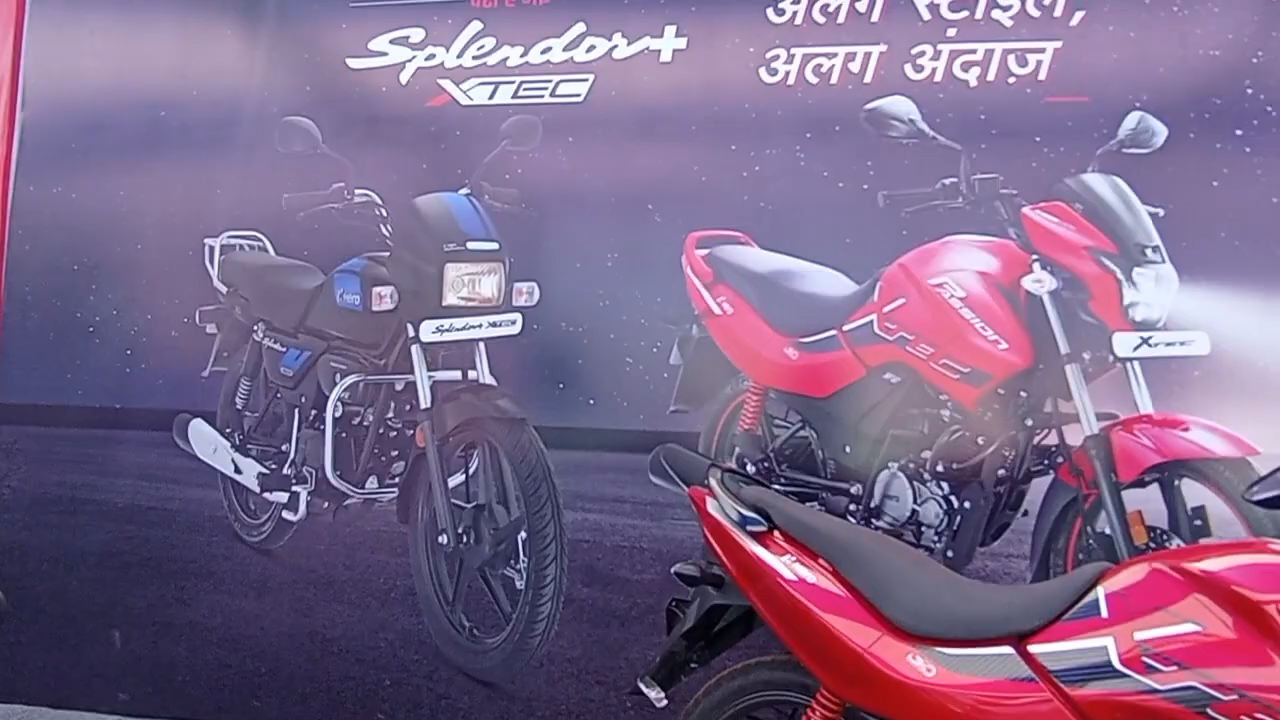 Splendor+
XTEC
अलग स्टाइल,
अलग अंदाज़
Hero
Splendor+ XTEC
PASSION
XTEC
XTEC